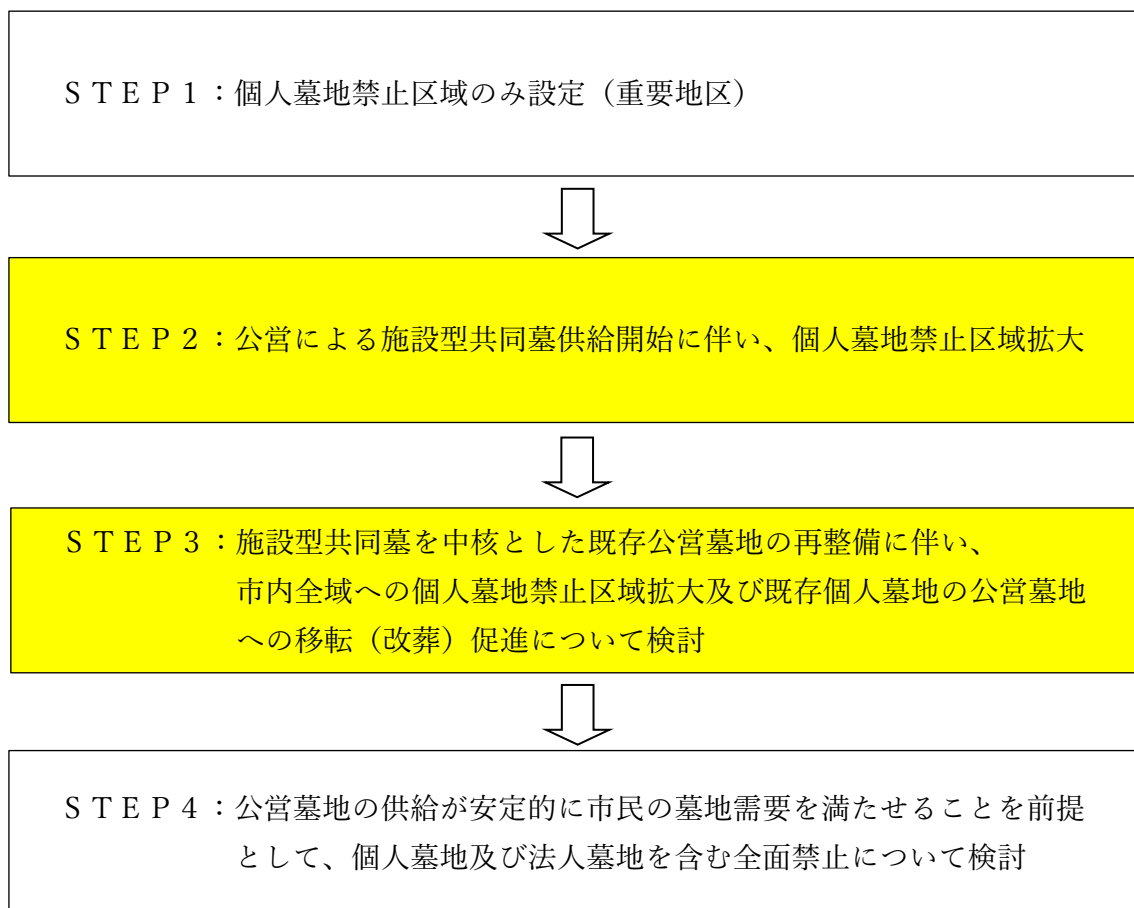 ＳＴＥＰ１：個人墓地禁止区域のみ設定（重要地区）
ＳＴＥＰ２：公営による施設型共同墓供給開始に伴い、個人墓地禁止区域拡大
ＳＴＥＰ３：施設型共同墓を中核とした既存公営墓地の再整備に伴い、
市内全域への個人墓地禁止区域拡大及び既存個人墓地の公営墓地
への移転（改葬）促進について検討
ＳＴＥＰ４：公営墓地の供給が安定的に市民の墓地需要を満たせることを前提
として、個人墓地及び法人墓地を含む全面禁止について検討